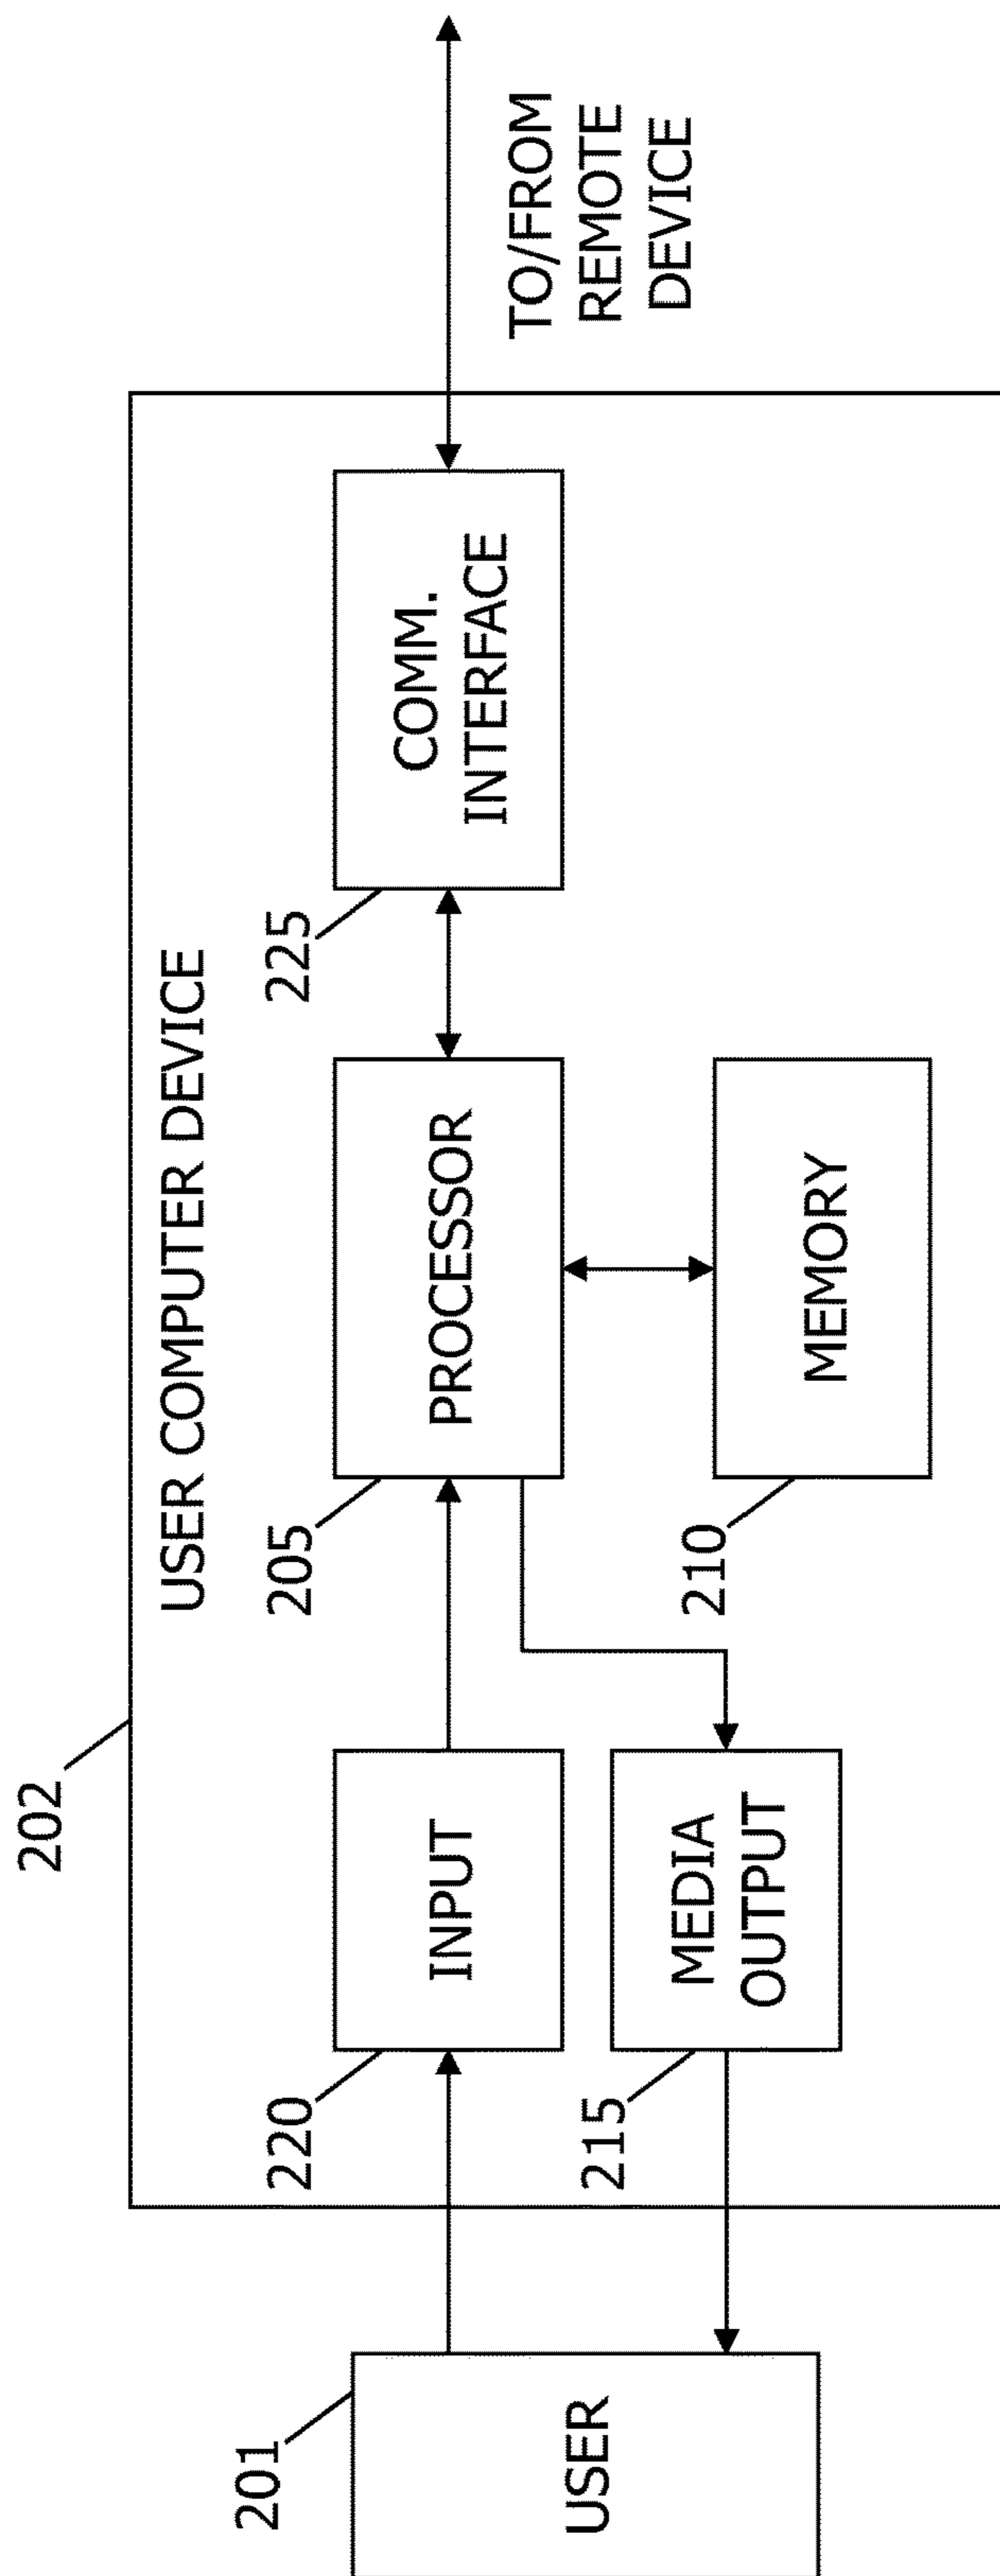 202
USER COMPUTER DEVICE
201
USER
220
INPUT
215
MEDIA
OUTPUT
205
PROCESSOR
210
MEMORY
225
COMM.
INTERFACE
TO/FROM
REMOTE
DEVICE